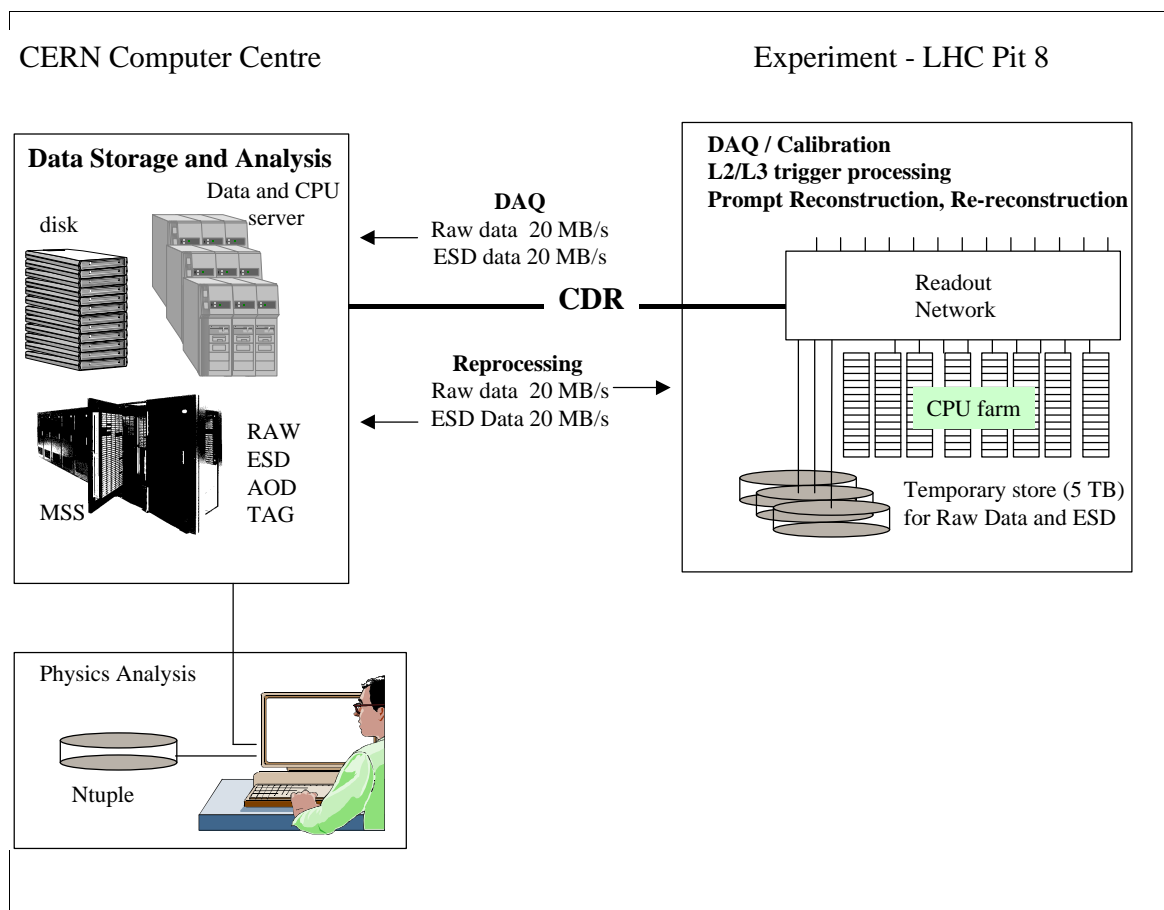 CERN Computer Centre
Experiment - LHC Pit 8
Data Storage and Analysis
Data and CPU
server
disk
MSS
RAW
ESD
AOD
TAG
DAQ
Raw data  20 MB/s
ESD data 20 MB/s
CDR
Reprocessing
Raw data  20 MB/s
ESD Data 20 MB/s
DAQ / Calibration
L2/L3 trigger processing
Prompt Reconstruction, Re-reconstruction
Readout
Network
CPU farm
Temporary store (5 TB)
for Raw Data and ESD
Physics Analysis
Ntuple